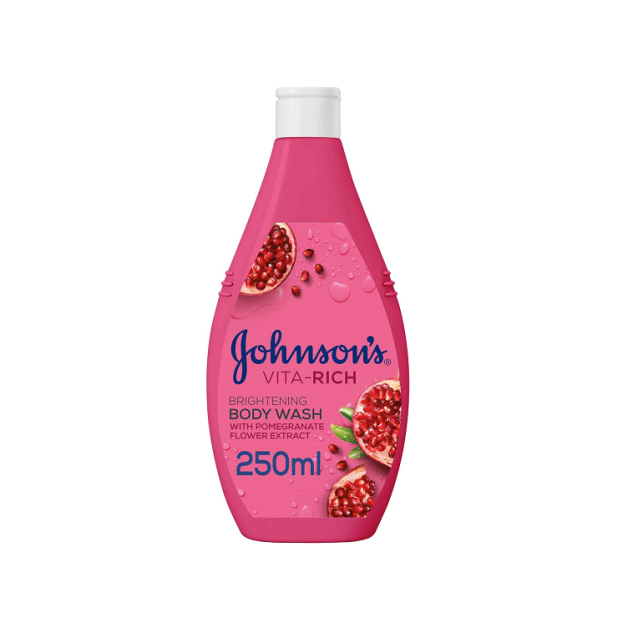 Johnson's®
VITA-RICH
BRIGHTENING
BODY WASH
WITH POMEGRANATE
FLOWER EXTRACT
250ml